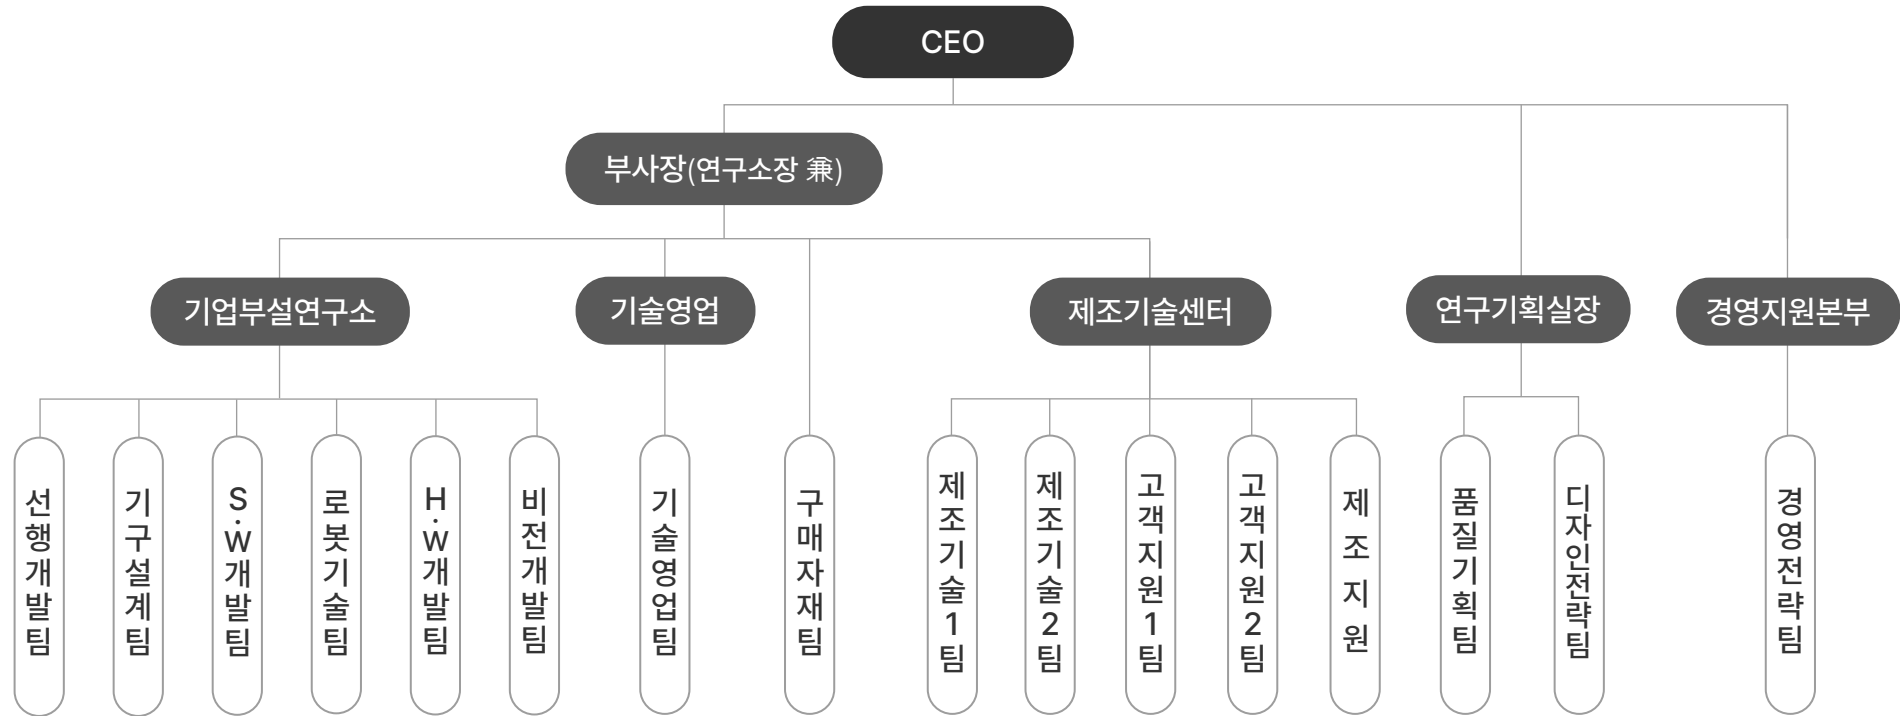 CEO
부사장(연구소장 兼)
기업부설연구소
기술영업
제조기술센터
연구기획실장
경영지원본부
선행개발팀
기구설계팀
S·W개발팀
로봇기술팀
H·W개발팀
비전개발팀
기술영업팀
구매자재팀
제조기술1팀
제조기술2팀
고객지원1팀
고객지원2팀
제조지원
품질기획팀
디자인전략팀
경영전략팀